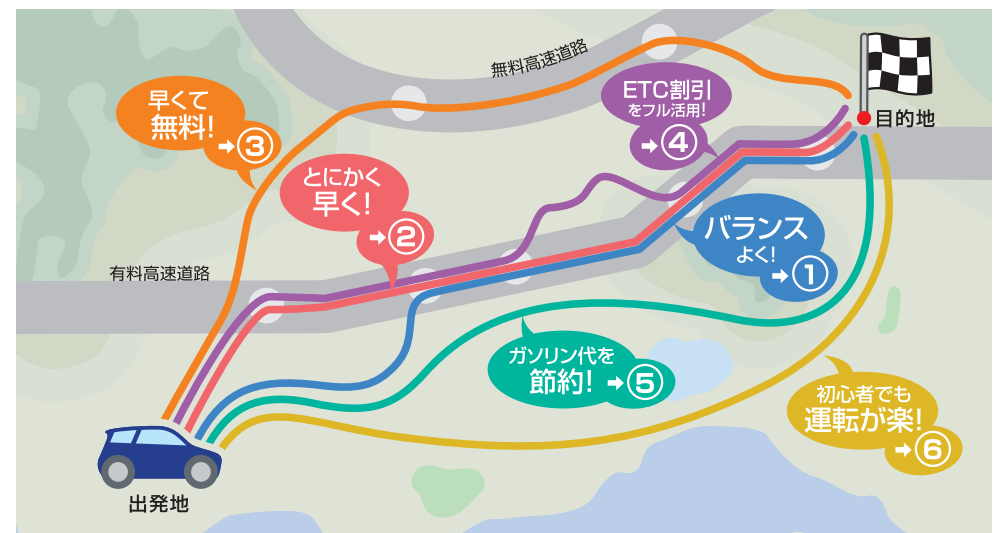 無料高速道路
早くて
無料!
→③
ETC割引
をフル活用!
→④
目的地
とにかく
早く!
→②
バランス
よく!
→①
有料高速道路
ガソリン代を
節約!→⑤
初心者でも
運転が楽!
→⑥
出発地